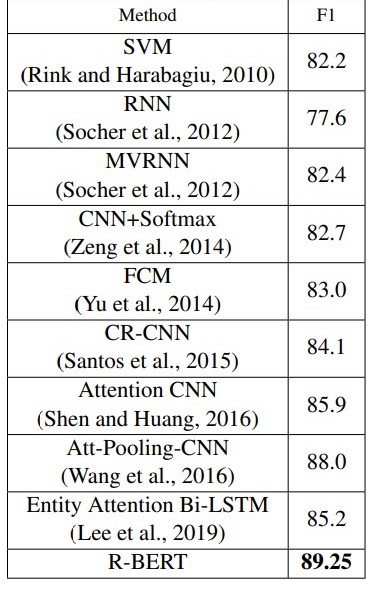 Method F1
SVM
(Rink and Harabagiu, 2010) 82.2
RNN
(Socher et al., 2012) 77.6
MVRNN
(Socher et al., 2012) 82.4
CNN+Softmax
(Zeng et al., 2014) 82.7
FCM
(Yu et al., 2014) 83.0
CR-CNN
(Santos et al., 2015) 84.1
Attention CNN
(Shen and Huang, 2016) 85.9
Att-Pooling-CNN
(Wang et al., 2016) 88.0
Entity Attention Bi-LSTM
(Lee et al., 2019) 85.2
R-BERT 89.25